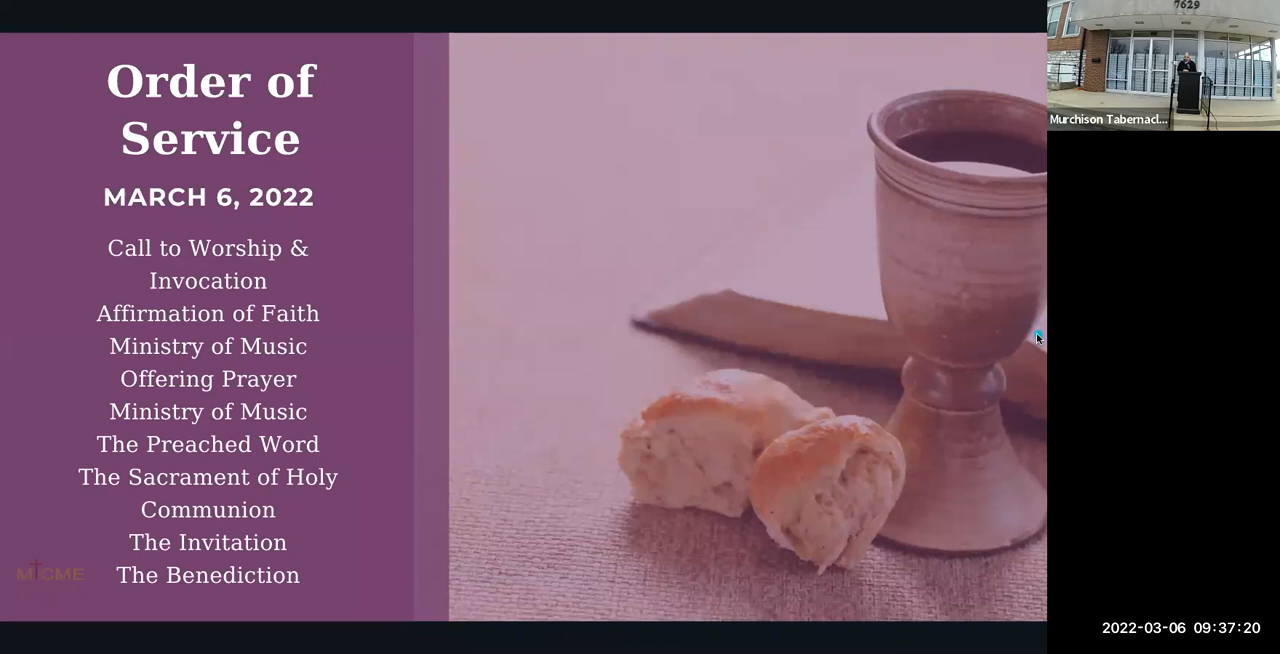 Order of
Service
MARCH 6, 2022
Call to Worship &
Invocation
Affirmation of Faith
Ministry of Music
Offering Prayer
Ministry of Music
The Preached Word
The Sacrament of Holy
Communion
The Invitation
The Benediction
MTCME
7629
Murchison Tabernacl...
2022-03-06 09:37:20